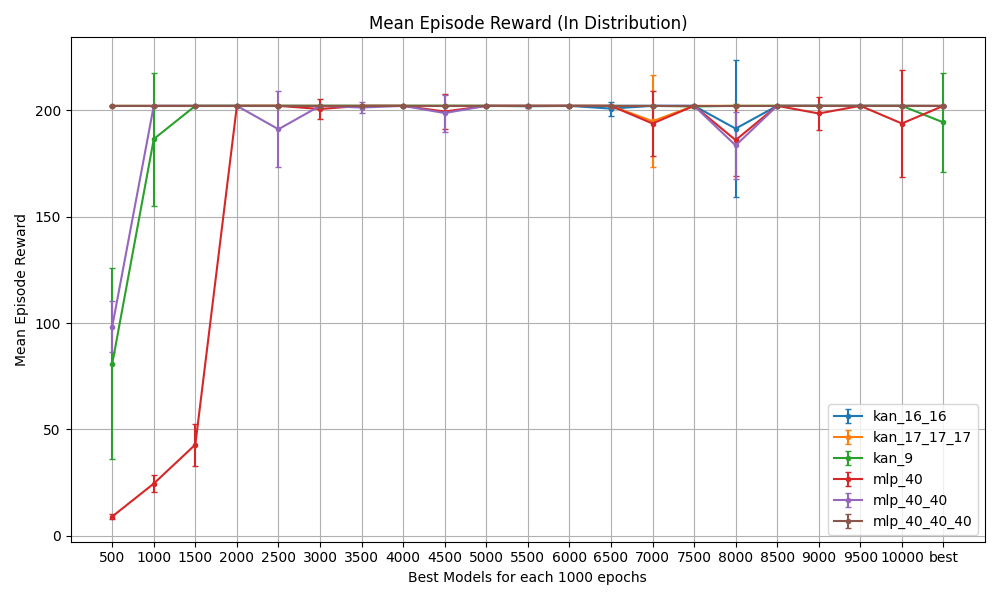 Mean Episode Reward (In Distribution)
Mean Episode Reward
200
150
100
50
0
500 1000 1500 2000 2500 3000 3500 4000 4500 5000 5500 6000 6500 7000 7500 8000 8500 9000 9500 10000 best
Best Models for each 1000 epochs
kan_16_16
kan_17_17_17
kan_9
mlp_40
mlp_40_40
mlp_40_40_40